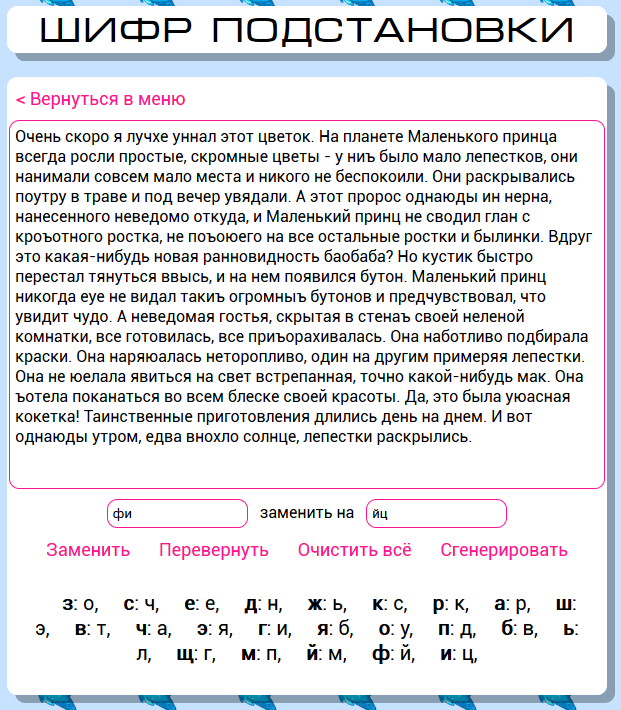 ШИФР ПОДСТАНОВКИ
< Вернуться в меню
Очень скоро я лучхе уннал этот цветок. На планете Маленького принца
всегда росли простые, скромные цветы - у ниъ было мало лепестков, они
нанимали совсем мало места и никого не беспокоили. Они раскрывались
поутру в траве и под вечер увядали. А этот пророс однаюды ин нерна,
нанесенного неведомо откуда, и Маленький принц не сводил глан с
кроъотного ростка, не поъоюего на все остальные ростки и былинки. Вдруг
это какая-нибудь новая ранновидность баобаба? Но кустик быстро
перестал тянуться ввысь, и на нем появился бутон. Маленький принц
никогда еуе не видал такиъ огромныъ бутонов и предчувствовал, что
увидит чудо. А неведомая гостья, скрытая в стенаъ своей неленой
комнатки, все готовилась, все приъорахивалась. Она наботливо подбирала
краски. Она наряюалась неторопливо, один на другим примеряя лепестки.
Она не юелала явиться на свет встрепанная, точно какой-нибудь мак. Она
ъотела поканаться во всем блеске своей красоты. Да, это была уюасная
кокетка! Таинственные приготовления длились день на днем. И вот
однаюды утром, едва внохло солнце, лепестки раскрылись.
фи заменить на йц
Заменить Перевернуть Очистить всё Сгенерировать
з: о, с: ч, е: е, д: н, ж: ь, к: с, р: к, а: р, ш:
э, в: т, ч: а, э: я, г: и, я: б, о: у, п: д, б: в, ь:
л, щ: г, м: п, й: м, ф: й, и: ц,